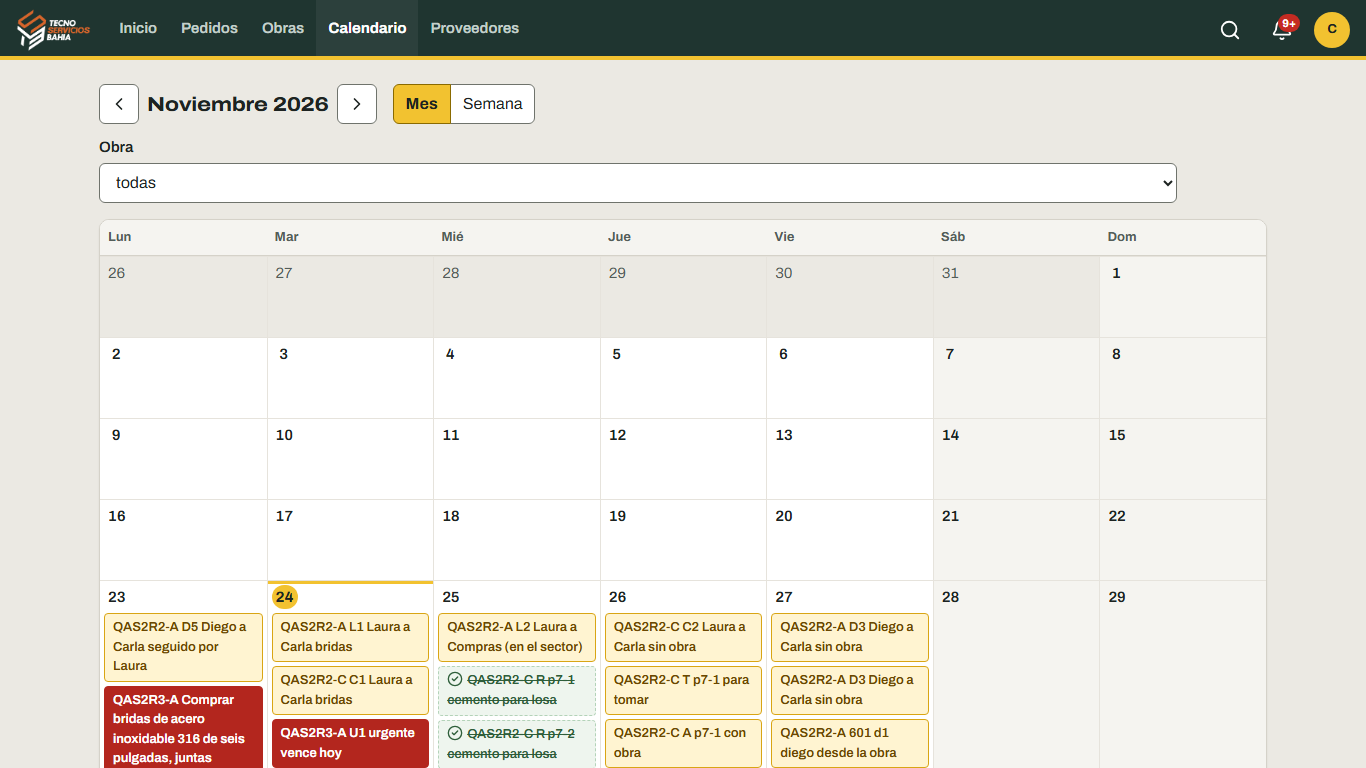 TECNO
SERVICIOS
BAHIA
Inicio
Pedidos
Obras
Calendario
Proveedores
9+
C
Noviembre 2026
Mes
Semana
Obra
todas
Lun
Mar
Mié
Jue
Vie
Sáb
Dom
26
27
28
29
30
31
1
2
3
4
5
6
7
8
9
10
11
12
13
14
15
16
17
18
19
20
21
22
23
QAS2R2-A D5 Diego a
Carla seguido por
Laura
QAS2R3-A Comprar
bridas de acero
inoxidable 316 de seis
pulgadas, juntas
24
QAS2R2-A L1 Laura a
Carla bridas
QAS2R2-C C1 Laura a
Carla bridas
QAS2R3-A U1 urgente
vence hoy
25
QAS2R2-A L2 Laura a
Compras (en el sector)
QAS2R2-C R p7-1
cemento para losa
QAS2R2-C R p7-2
cemento para losa
26
QAS2R2-C C2 Laura a
Carla sin obra
QAS2R2-C T p7-1 para
tomar
QAS2R2-C A p7-1 con
obra
27
QAS2R2-A D3 Diego a
Carla sin obra
QAS2R2-A D3 Diego a
Carla sin obra
QAS2R2-A 601 d1
diego desde la obra
28
29